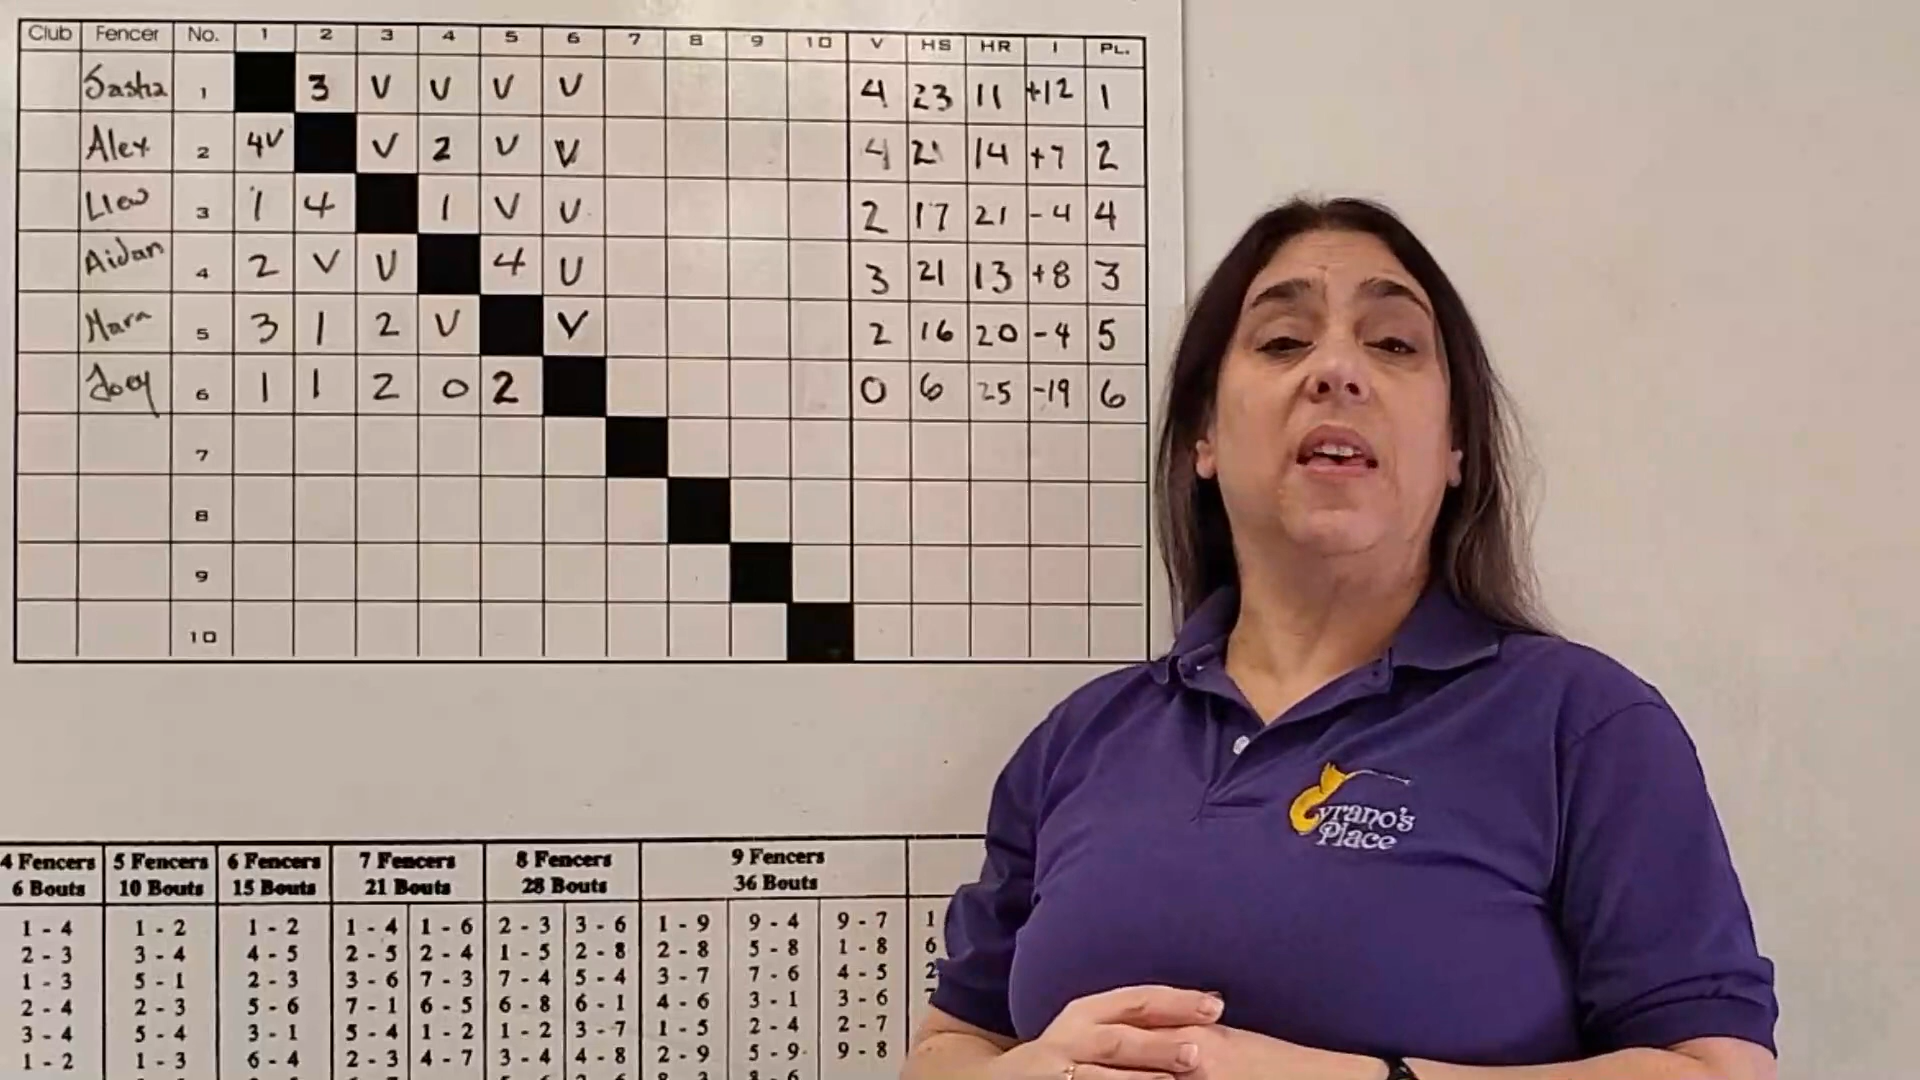 Club Fencer No. 1 2 3 4 5 6 7 8 9 10 V HS HR I PL.
Sasha 1 3 V V V V 4 23 11 +12 1
Alex 2 4V V 2 V V 4 21 14 +7 2
Llew 3 1 4 1 V V 2 17 21 -4 4
Aidan 4 2 V V 4 V 3 21 13 +8 3
Mara 5 3 1 2 V V 2 16 20 -4 5
Joey 6 1 1 2 0 2 0 6 25 -19 6
7
8
9
10
Cyrano's
Place
4 Fencers 5 Fencers 6 Fencers 7 Fencers 8 Fencers 9 Fencers
6 Bouts 10 Bouts 15 Bouts 21 Bouts 28 Bouts 36 Bouts
1 - 4 1 - 2 1 - 2 1 - 4 1 - 6 2 - 3 3 - 6 1 - 9 9 - 4 9 - 7 1
2 - 3 3 - 4 4 - 5 2 - 5 2 - 4 1 - 5 2 - 8 2 - 8 5 - 8 1 - 8 6
1 - 3 5 - 1 2 - 3 3 - 6 7 - 3 7 - 4 5 - 4 3 - 7 7 - 6 4 - 5 2
2 - 4 2 - 3 5 - 6 7 - 1 6 - 5 6 - 8 6 - 1 4 - 6 3 - 1 3 - 6
3 - 4 5 - 4 3 - 1 5 - 4 1 - 2 1 - 2 3 - 7 1 - 5 2 - 4 2 - 7
1 - 2 1 - 3 6 - 4 2 - 3 4 - 7 3 - 4 4 - 8 2 - 9 5 - 9 9 - 8